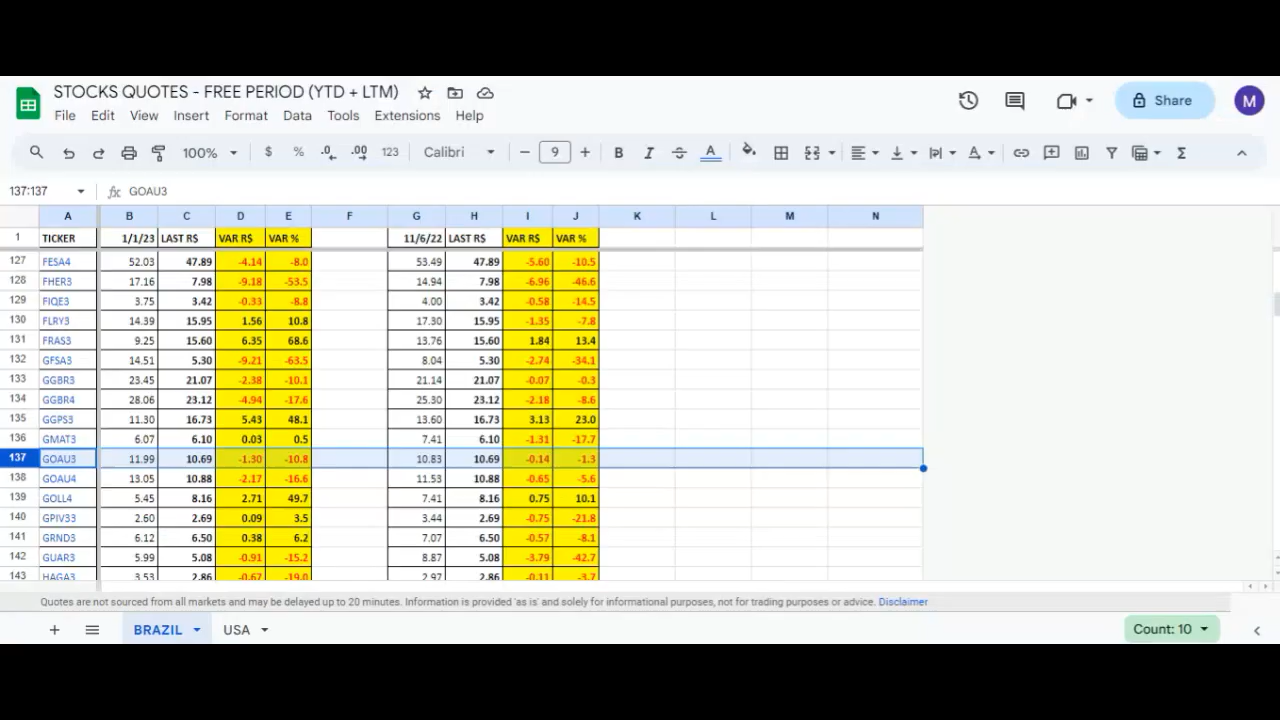 STOCKS QUOTES - FREE PERIOD (YTD + LTM)
File Edit View Insert Format Data Tools Extensions Help
Share M
100% $ % .0 .00 123 Calibri - 9 + B I A Σ
137:137 fx GOAU3
A B C D E F G H I J K L M N
1 TICKER 1/1/23 LAST R$ VAR R$ VAR % 11/6/22 LAST R$ VAR R$ VAR %
127 FESA4 52.03 47.89 -4.14 -8.0 53.49 47.89 -5.60 -10.5
128 FHER3 17.16 7.98 -9.18 -53.5 14.94 7.98 -6.96 -46.6
129 FIQE3 3.75 3.42 -0.33 -8.8 4.00 3.42 -0.58 -14.5
130 FLRY3 14.39 15.95 1.56 10.8 17.30 15.95 -1.35 -7.8
131 FRAS3 9.25 15.60 6.35 68.6 13.76 15.60 1.84 13.4
132 GFSA3 14.51 5.30 -9.21 -63.5 8.04 5.30 -2.74 -34.1
133 GGBR3 23.45 21.07 -2.38 -10.1 21.14 21.07 -0.07 -0.3
134 GGBR4 28.06 23.12 -4.94 -17.6 25.30 23.12 -2.18 -8.6
135 GGPS3 11.30 16.73 5.43 48.1 13.60 16.73 3.13 23.0
136 GMAT3 6.07 6.10 0.03 0.5 7.41 6.10 -1.31 -17.7
137 GOAU3 11.99 10.69 -1.30 -10.8 10.83 10.69 -0.14 -1.3
138 GOAU4 13.05 10.88 -2.17 -16.6 11.53 10.88 -0.65 -5.6
139 GOLL4 5.45 8.16 2.71 49.7 7.41 8.16 0.75 10.1
140 GPIV33 2.60 2.69 0.09 3.5 3.44 2.69 -0.75 -21.8
141 GRND3 6.12 6.50 0.38 6.2 7.07 6.50 -0.57 -8.1
142 GUAR3 5.99 5.08 -0.91 -15.2 8.87 5.08 -3.79 -42.7
143 HAGA3 3.53 2.86 -0.67 -19.0 2.97 2.86 -0.11 -3.7
Quotes are not sourced from all markets and may be delayed up to 20 minutes. Information is provided 'as is' and solely for informational purposes, not for trading purposes or advice. Disclaimer
+ BRAZIL USA Count: 10